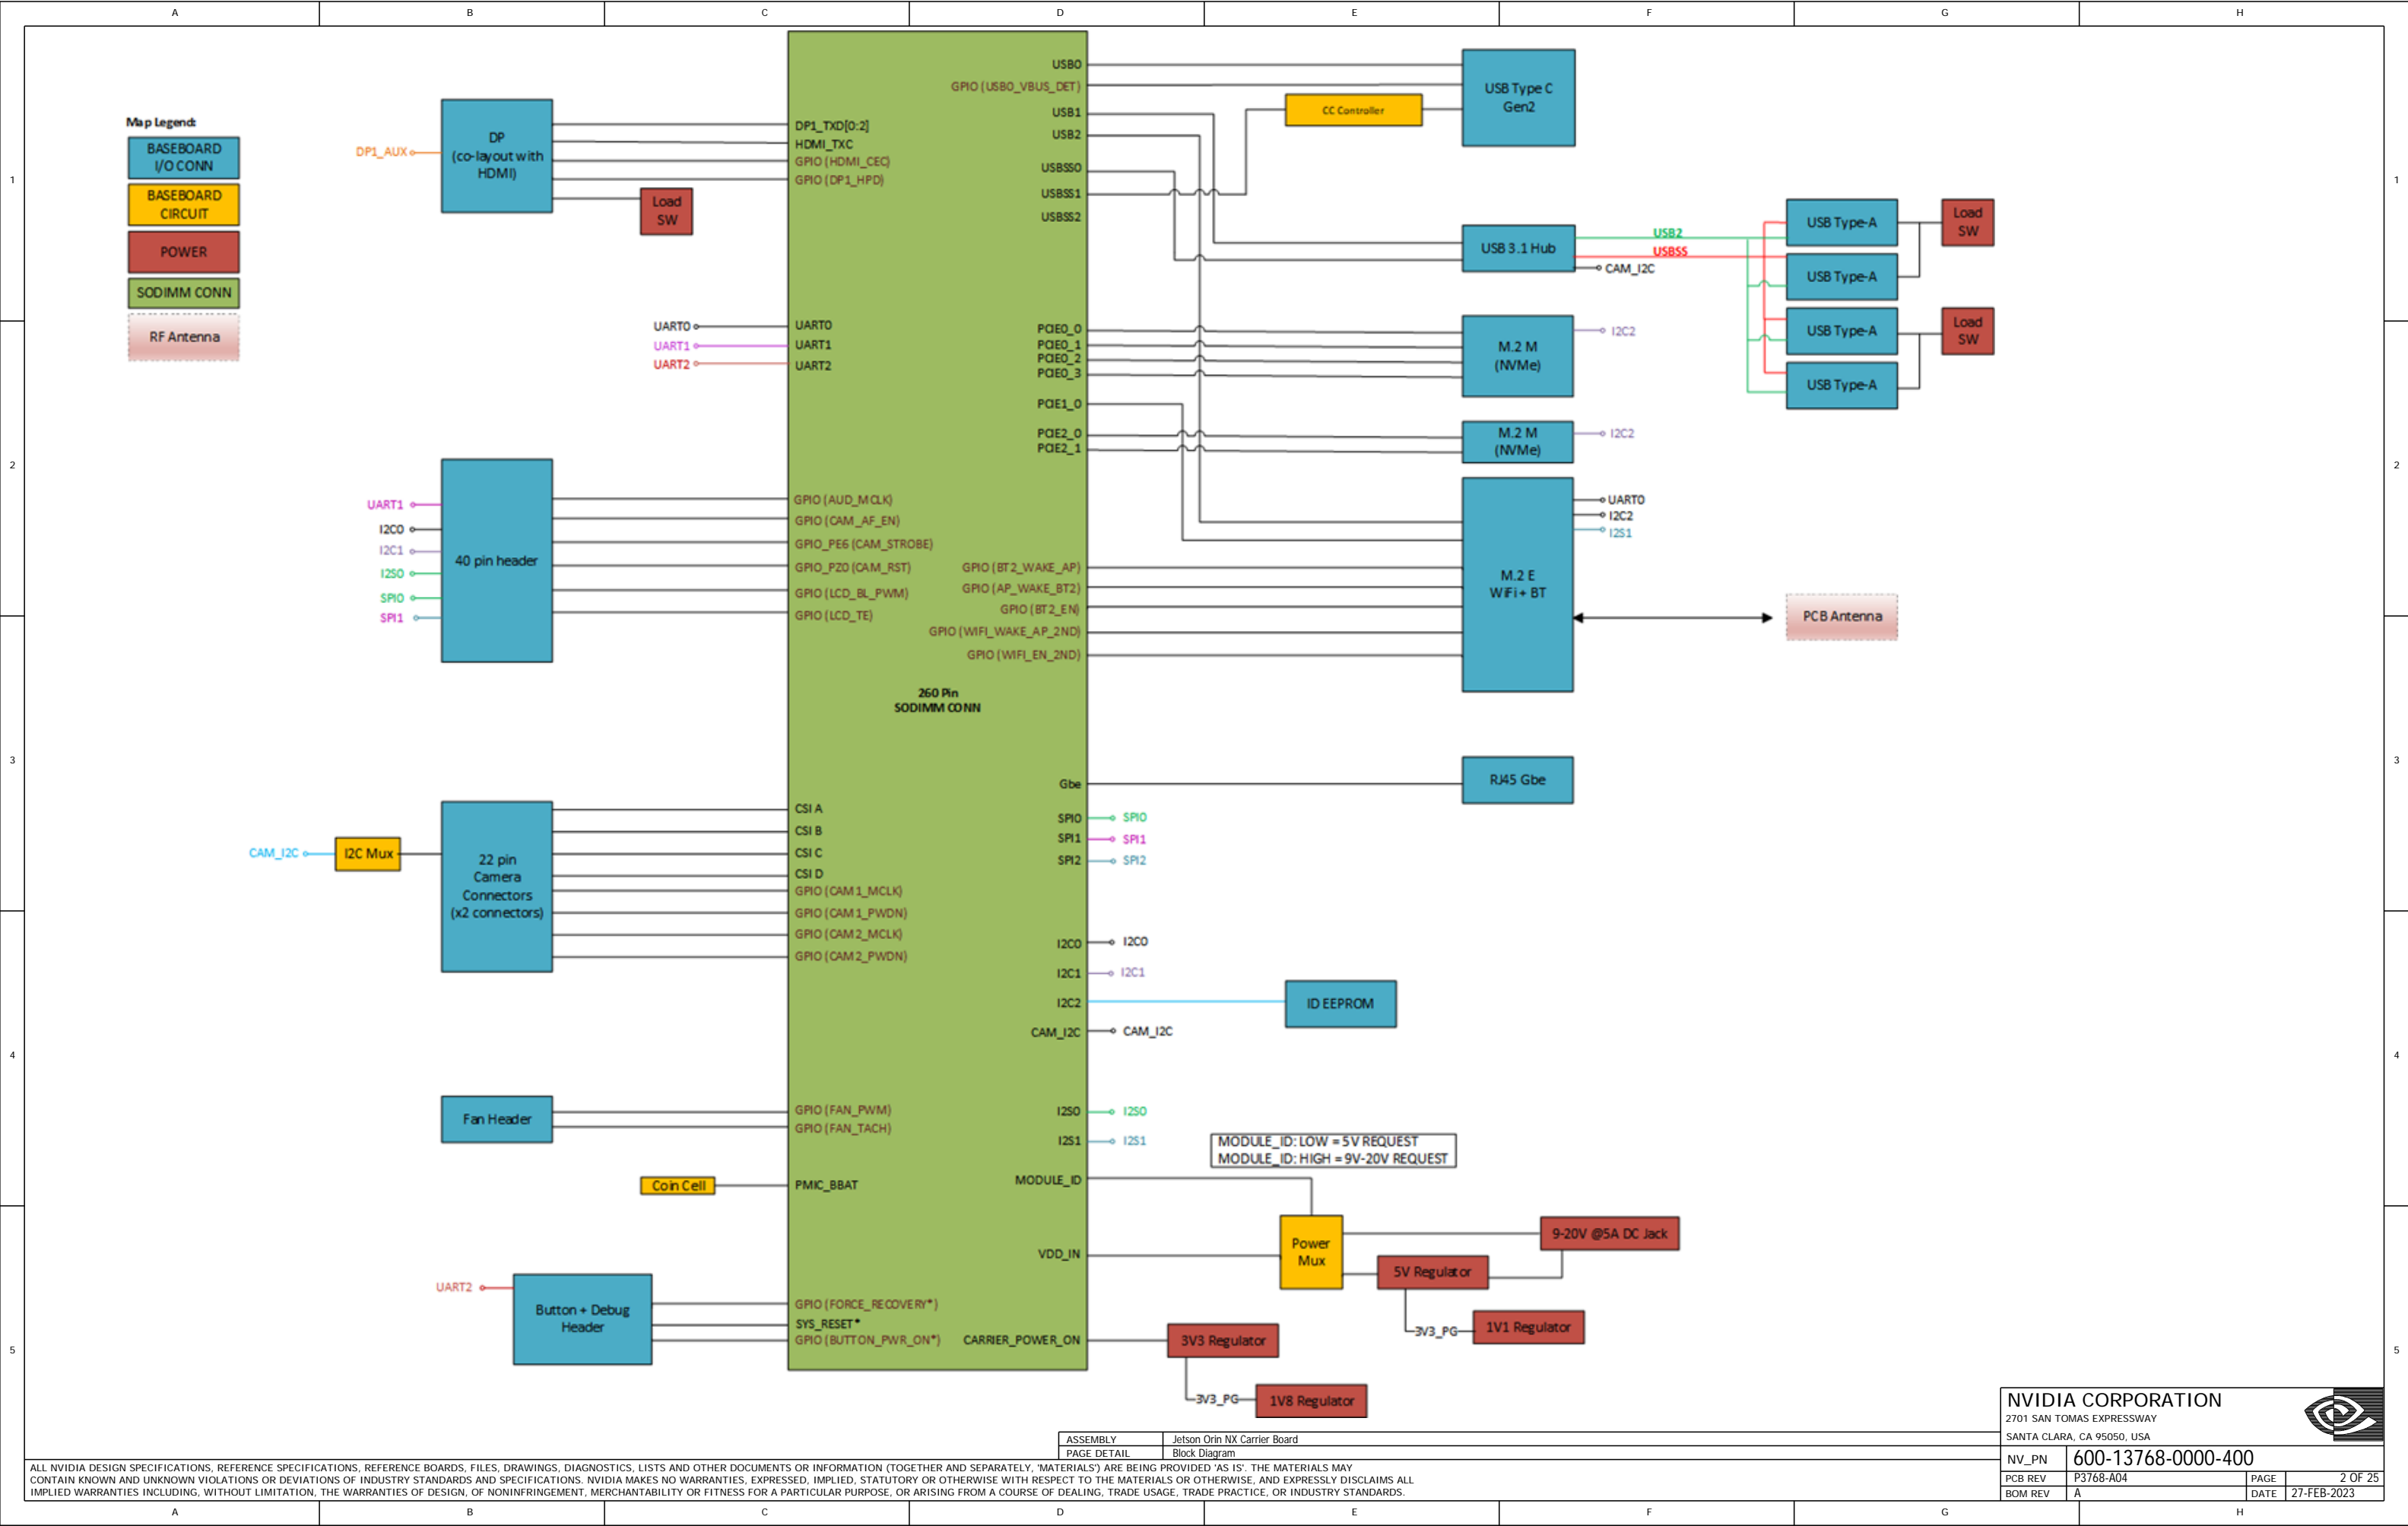 A B C D E F G H
1
2
3
4
5
Map Legend:
BASEBOARD
I/O CONN
BASEBOARD
CIRCUIT
POWER
SODIMM CONN
RF Antenna
DP1_AUX
DP
(co-layout with
HDMI)
Load
SW
DP1_TXD[0:2]
HDMI_TXC
GPIO (HDMI_CEC)
GPIO (DP1_HPD)
UART0
UART1
UART2
UART0
UART1
UART2
UART1
I2C0
I2C1
I2S0
SPI0
SPI1
40 pin header
GPIO (AUD_MCLK)
GPIO (CAM_AF_EN)
GPIO_PE6 (CAM_STROBE)
GPIO_PZ0 (CAM_RST)
GPIO (LCD_BL_PWM)
GPIO (LCD_TE)
260 Pin
SODIMM CONN
CAM_I2C
I2C Mux
22 pin
Camera
Connectors
(x2 connectors)
CSI A
CSI B
CSI C
CSI D
GPIO (CAM1_MCLK)
GPIO (CAM1_PWDN)
GPIO (CAM2_MCLK)
GPIO (CAM2_PWDN)
Fan Header
GPIO (FAN_PWM)
GPIO (FAN_TACH)
Coin Cell
PMIC_BBAT
UART2
Button + Debug
Header
GPIO (FORCE_RECOVERY*)
SYS_RESET*
GPIO (BUTTON_PWR_ON*)
USB0
GPIO (USB0_VBUS_DET)
USB1
USB2
USBSS0
USBSS1
USBSS2
CC Controller
USB Type C
Gen2
USB 3.1 Hub
USB2
USBSS
CAM_I2C
USB Type-A
USB Type-A
USB Type-A
USB Type-A
Load
SW
Load
SW
PCIE0_0
PCIE0_1
PCIE0_2
PCIE0_3
PCIE1_0
PCIE2_0
PCIE2_1
M.2 M
(NVMe)
I2C2
M.2 M
(NVMe)
I2C2
GPIO (BT2_WAKE_AP)
GPIO (AP_WAKE_BT2)
GPIO (BT2_EN)
GPIO (WIFI_WAKE_AP_2ND)
GPIO (WIFI_EN_2ND)
M.2 E
WiFi + BT
UART0
I2C2
I2S1
PCB Antenna
Gbe
RJ45 Gbe
SPI0 SPI0
SPI1 SPI1
SPI2 SPI2
I2C0 I2C0
I2C1 I2C1
I2C2
ID EEPROM
CAM_I2C CAM_I2C
I2S0 I2S0
I2S1 I2S1
MODULE_ID: LOW = 5V REQUEST
MODULE_ID: HIGH = 9V-20V REQUEST
MODULE_ID
VDD_IN
Power
Mux
9-20V @5A DC Jack
5V Regulator
3V3_PG
1V1 Regulator
CARRIER_POWER_ON
3V3 Regulator
3V3_PG
1V8 Regulator
1
2
3
4
5
ASSEMBLY Jetson Orin NX Carrier Board
PAGE DETAIL Block Diagram
ALL NVIDIA DESIGN SPECIFICATIONS, REFERENCE SPECIFICATIONS, REFERENCE BOARDS, FILES, DRAWINGS, DIAGNOSTICS, LISTS AND OTHER DOCUMENTS OR INFORMATION (TOGETHER AND SEPARATELY, 'MATERIALS') ARE BEING PROVIDED 'AS IS'. THE MATERIALS MAY
CONTAIN KNOWN AND UNKNOWN VIOLATIONS OR DEVIATIONS OF INDUSTRY STANDARDS AND SPECIFICATIONS. NVIDIA MAKES NO WARRANTIES, EXPRESSED, IMPLIED, STATUTORY OR OTHERWISE WITH RESPECT TO THE MATERIALS OR OTHERWISE, AND EXPRESSLY DISCLAIMS ALL
IMPLIED WARRANTIES INCLUDING, WITHOUT LIMITATION, THE WARRANTIES OF DESIGN, OF NONINFRINGEMENT, MERCHANTABILITY OR FITNESS FOR A PARTICULAR PURPOSE, OR ARISING FROM A COURSE OF DEALING, TRADE USAGE, TRADE PRACTICE, OR INDUSTRY STANDARDS.
NVIDIA CORPORATION
2701 SAN TOMAS EXPRESSWAY
SANTA CLARA, CA 95050, USA
NV_PN 600-13768-0000-400
PCB REV P3768-A04 PAGE 2 OF 25
BOM REV A DATE 27-FEB-2023
A B C D E F G H